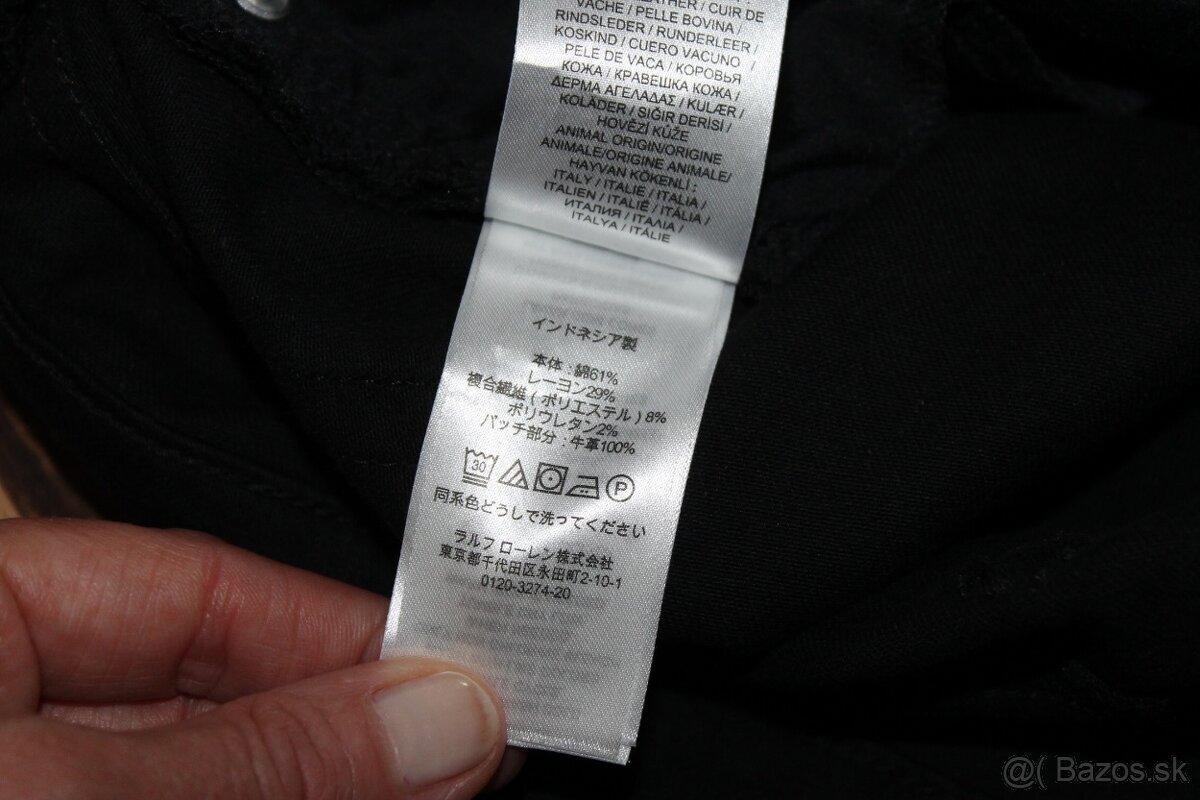 LEATHER / CUIR DE
VACHE / PELLE BOVINA /
RINDSLEDER / RUNDERLEER /
KOSKIND / CUERO VACUNO /
PELE DE VACA / КОРОВЬЯ
КОЖА / КРАВЕШКА КОЖА /
ΔΕΡΜΑ ΑΓΕΛΑΔΑΣ / KULÆR /
KOLÄDER / SIĞIR DERİSİ /
HOVĚZÍ KŮŽE
ANIMAL ORIGIN/ORIGINE
ANIMALE/ORIGINE ANIMALE/
HAYVAN KÖKENLİ :
ITALY / ITALIE / ITALIA /
ITALIEN / ITALIË / ITÁLIA /
ИТАЛИЯ / ΙΤΑΛΙΑ /
İTALYA / ITÁLIE
インドネシア製
本体 : 綿61%
レーヨン29%
複合繊維 ( ポリエステル ) 8%
ポリウレタン2%
パッチ部分 : 牛革100%
30 P
同系色どうしで洗ってください
ラルフ ローレン株式会社
東京都千代田区永田町2-10-1
0120-3274-20
@( Bazos.sk